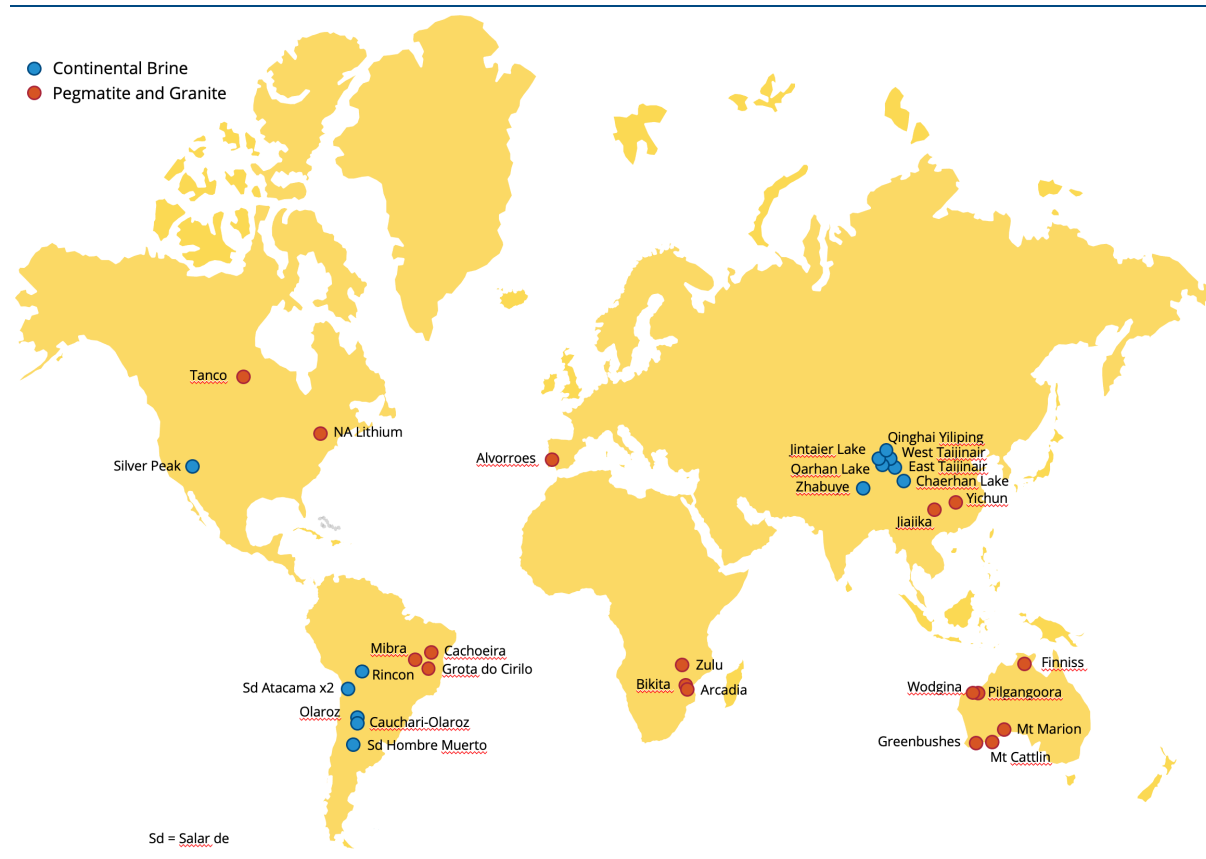 Continental Brine
Pegmatite and Granite
Tanco
NA Lithium
Silver Peak
Alvorroes
Qinghai Yiliping
Jintaier Lake
West Taijinair
Qarhan Lake
East Taijinair
Zhabuye
Chaerhan Lake
Yichun
Jiajika
Mibra
Cachoeira
Grota do Cirilo
Rincon
Sd Atacama x2
Olaroz
Cauchari-Olaroz
Sd Hombre Muerto
Zulu
Bikita
Arcadia
Finniss
Wodgina
Pilgangoora
Mt Marion
Greenbushes
Mt Cattlin
Sd = Salar de